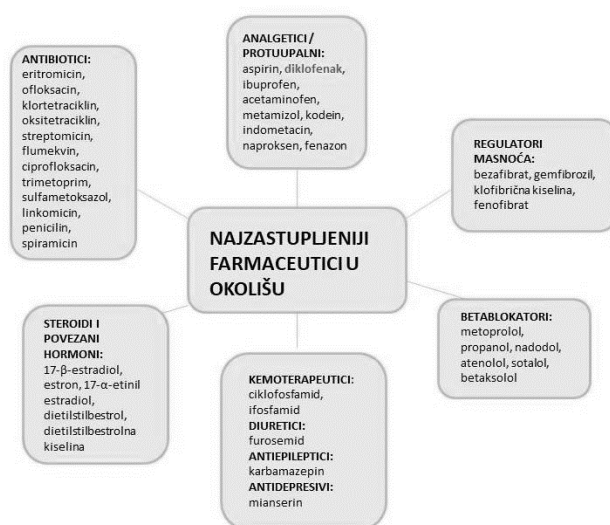 ANTIBIOTICI:
eritromicin,
ofloksacin,
klortetraciklin,
oksitetraciklin,
streptomicin,
flumekvin,
ciprofloksacin,
trimetoprim,
sulfametoksazol,
linkomicin,
penicilin,
spiramicin
ANALGETICI /
PROTUUPALNI:
aspirin, diklofenak,
ibuprofen,
acetaminofen,
metamizol, kodein,
indometacin,
naproksen, fenazon
REGULATORI
MASNOĆA:
bezafibrat, gemfibrozil,
klofibrična kiselina,
fenofibrat
NAJZASTUPLJENIJI
FARMACEUTICI U
OKOLIŠU
STEROIDI I
POVEZANI
HORMONI:
17-β-estradiol,
estron, 17-α-etinil
estradiol,
dietilstilbestrol,
dietilstilbestrolna
kiselina
KEMOTERAPEUTICI:
ciklofosfamid,
ifosfamid
DIURETICI:
furosemid
ANTIEPILEPTICI:
karbamazepin
ANTIDEPRESIVI:
mianserin
BETABLOKATORI:
metoprolol,
propanol, nadodol,
atenolol, sotalol,
betaksolol